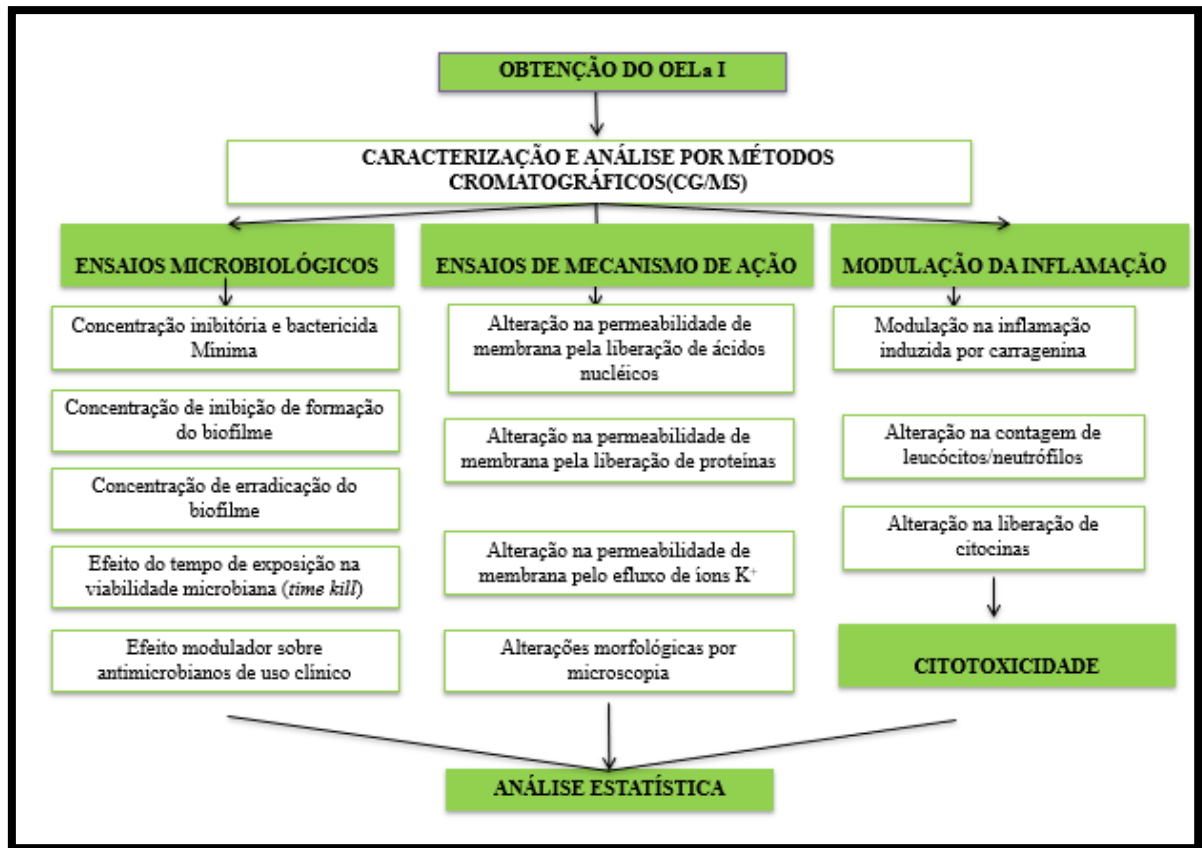 OBTENÇÃO DO OELa I
CARACTERIZAÇÃO E ANÁLISE POR MÉTODOS
CROMATOGRÁFICOS(CG/MS)
ENSAIOS MICROBIOLÓGICOS
Concentração inibitória e bactericida
Mínima
Concentração de inibição de formação
do biofilme
Concentração de erradicação do
biofilme
Efeito do tempo de exposição na
viabilidade microbiana (time kill)
Efeito modulador sobre
antimicrobianos de uso clínico
ENSAIOS DE MECANISMO DE AÇÃO
Alteração na permeabilidade de
membrana pela liberação de ácidos
nucléicos
Alteração na permeabilidade de
membrana pela liberação de proteínas
Alteração na permeabilidade de
membrana pelo efluxo de íons K⁺
Alterações morfológicas por
microscopia
MODULAÇÃO DA INFLAMAÇÃO
Modulação na inflamação
induzida por carragenina
Alteração na contagem de
leucócitos/neutrófilos
Alteração na liberação de
citocinas
CITOTOXICIDADE
ANÁLISE ESTATÍSTICA